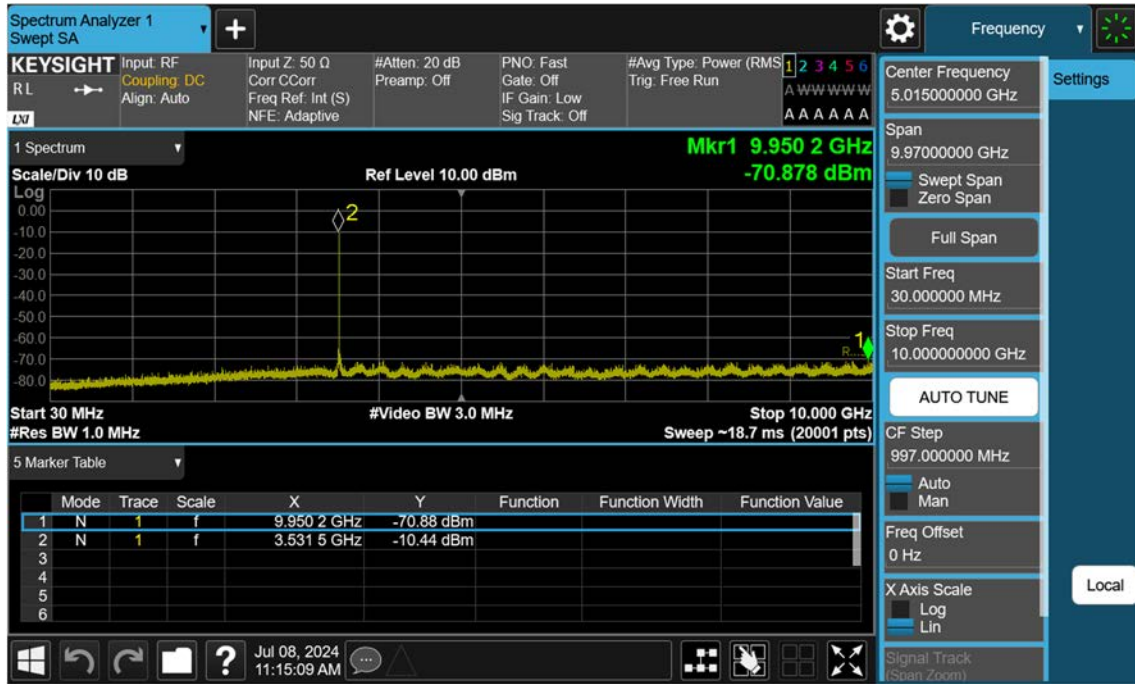 Spectrum Analyzer 1
Swept SA
+
Frequency
KEYSIGHT
RL
LXI
Input: RF
Coupling: DC
Align: Auto
Input Z: 50 Ω
Corr CCorr
Freq Ref: Int (S)
NFE: Adaptive
#Atten: 20 dB
Preamp: Off
PNO: Fast
Gate: Off
IF Gain: Low
Sig Track: Off
#Avg Type: Power (RMS
Trig: Free Run
1 2 3 4 5 6
A W W W W W
A A A A A A
1 Spectrum
Scale/Div 10 dB
Ref Level 10.00 dBm
Mkr1 9.950 2 GHz
-70.878 dBm
Log
0.00
-10.0
-20.0
-30.0
-40.0
-50.0
-60.0
-70.0
-80.0
2
1
R...
Start 30 MHz
#Video BW 3.0 MHz
Stop 10.000 GHz
#Res BW 1.0 MHz
Sweep ~18.7 ms (20001 pts)
5 Marker Table
Mode Trace Scale X Y Function Function Width Function Value
1 N 1 f 9.950 2 GHz -70.88 dBm
2 N 1 f 3.531 5 GHz -10.44 dBm
3
4
5
6
?
Jul 08, 2024
11:15:09 AM
Center Frequency
5.015000000 GHz
Span
9.97000000 GHz
Swept Span
Zero Span
Full Span
Start Freq
30.000000 MHz
Stop Freq
10.000000000 GHz
AUTO TUNE
CF Step
997.000000 MHz
Auto
Man
Freq Offset
0 Hz
X Axis Scale
Log
Lin
Signal Track
(Span Zoom)
Settings
Local